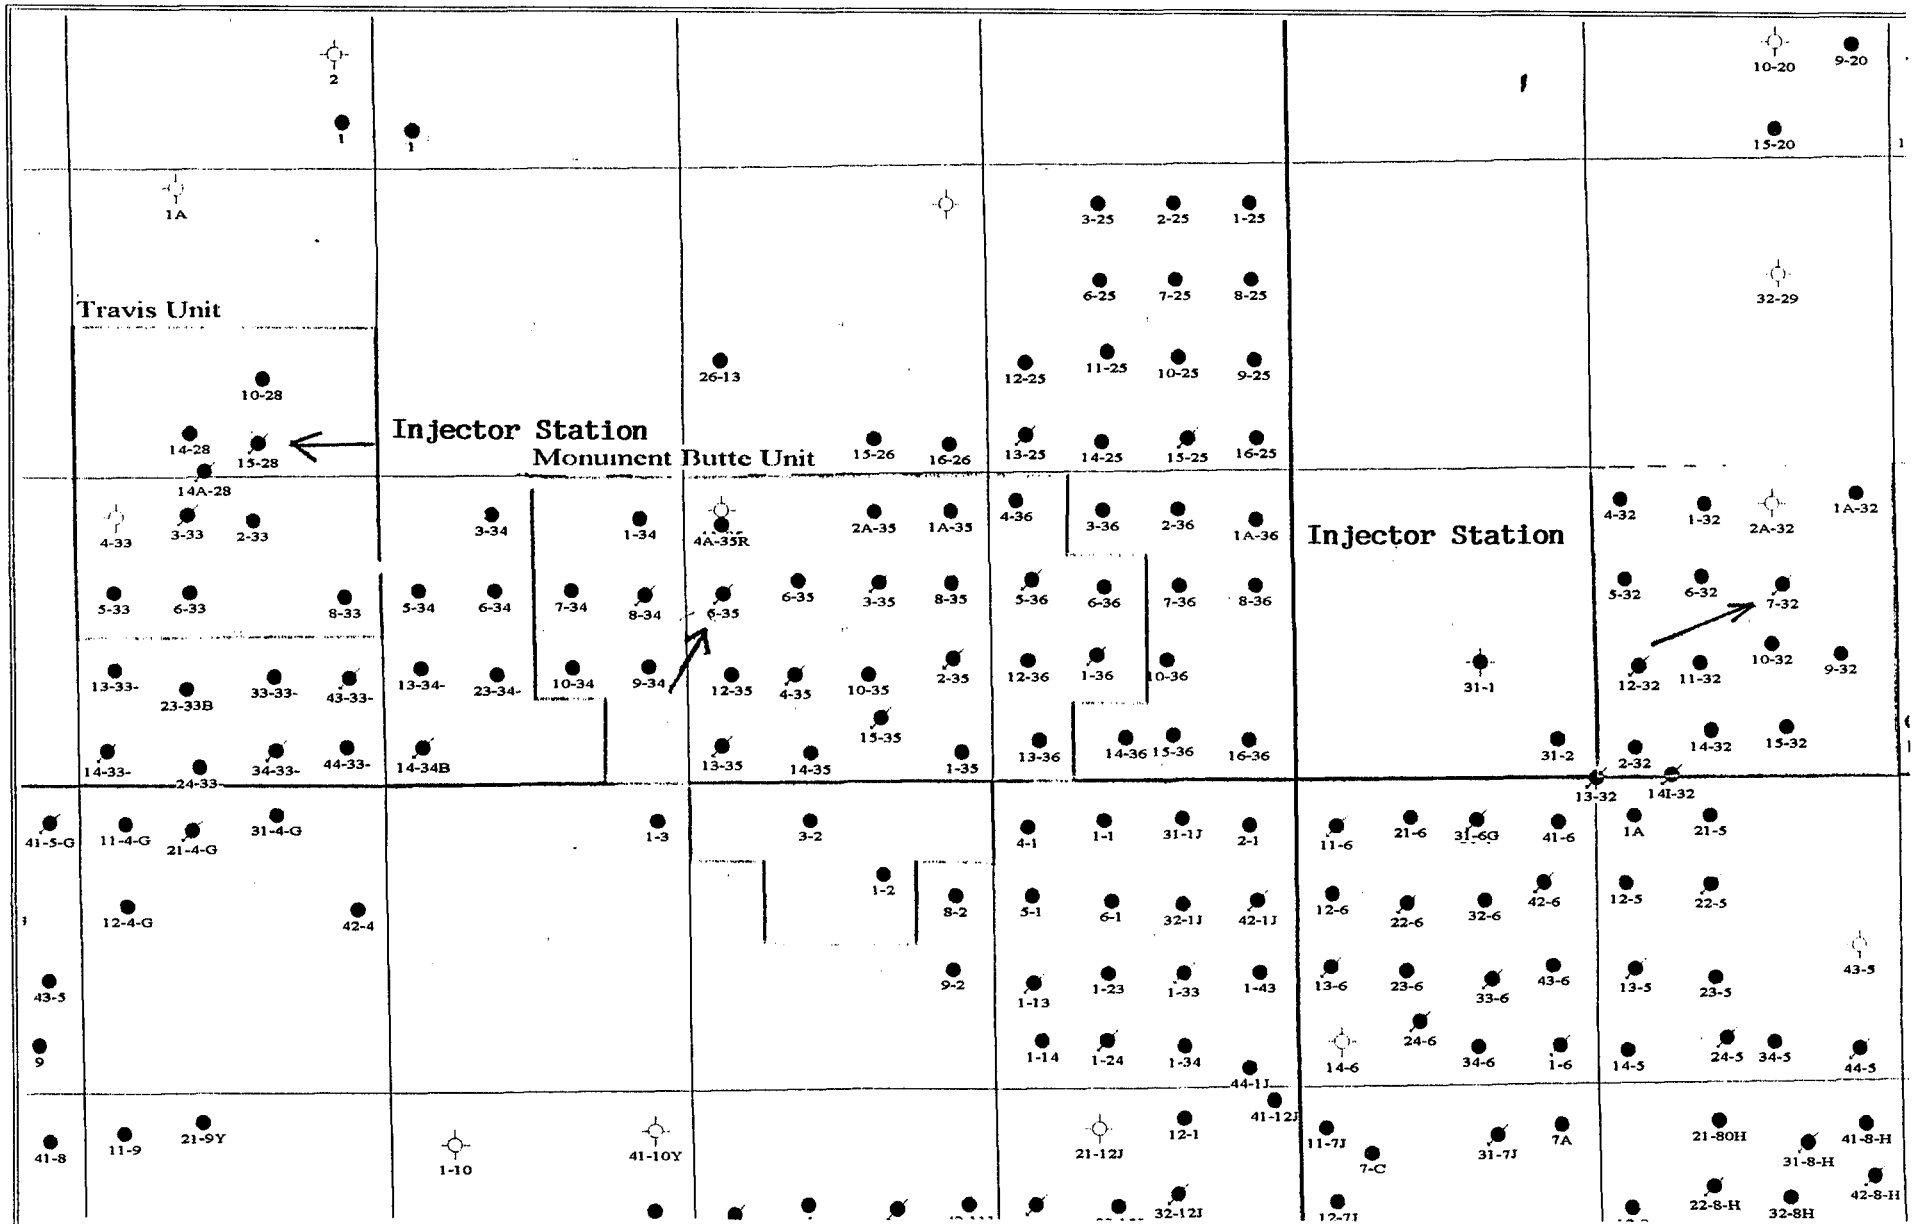 2
10-20
9-20
1
1
15-20
1A
3-25 2-25 1-25
6-25 7-25 8-25
32-29
Travis Unit
26-13
12-25 11-25 10-25 9-25
10-28
Injector Station
14-28 15-28
Monument Butte Unit
15-26 16-26 13-25 14-25 15-25 16-25
14A-28
4-33 3-33 2-33 3-34 1-34 4A-35R 2A-35 1A-35 4-36 3-36 2-36 1A-36
Injector Station
4-32 1-32 2A-32 1A-32
5-33 6-33 8-33 5-34 6-34 7-34 8-34 6-35 3-35 8-35 5-36 6-36 7-36 8-36
5-32 6-32 7-32
13-33- 23-33B 33-33- 43-33- 13-34- 23-34- 10-34 9-34 12-35 4-35 10-35 2-35 12-36 1-36 10-36
31-1
12-32 11-32 10-32 9-32
14-33- 24-33- 34-33- 44-33- 14-34B 13-35 14-35 15-35 1-35 13-36 14-36 15-36 16-36
31-2 2-32 14-32 15-32
13-32 14I-32
41-5-G 11-4-G 21-4-G 31-4-G 1-3 3-2 4-1 1-1 31-1J 2-1 11-6 21-6 31-6G 41-6 1A 21-5
12-4-G 42-4 1-2 8-2 5-1 6-1 32-1J 42-1J 12-6 22-6 32-6 42-6 12-5 22-5
43-5 9-2 1-13 1-23 1-33 1-43 13-6 23-6 33-6 43-6 13-5 23-5 43-5
9 1-14 1-24 1-34 44-1J 14-6 24-6 34-6 1-6 14-5 24-5 34-5 44-5
41-8 11-9 21-9Y 1-10 41-10Y 21-12J 12-1 41-12J 11-7J 7-C 31-7J 7A 21-80H 31-8-H 41-8-H
32-12J 12-7J 22-8-H 32-8H 42-8-H